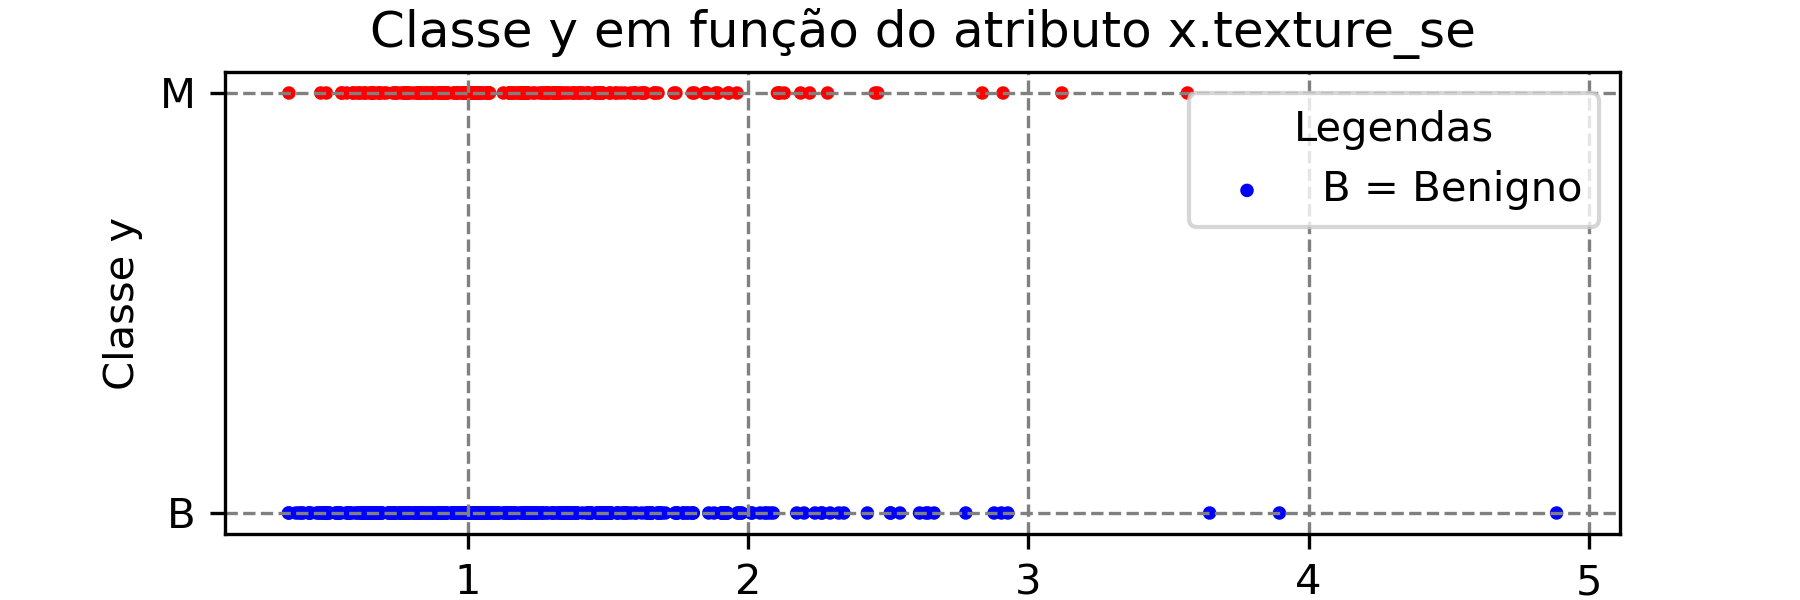 Classe y em função do atributo x.texture_se
M
Legendas
B = Benigno
Classe y
B
1 2 3 4 5